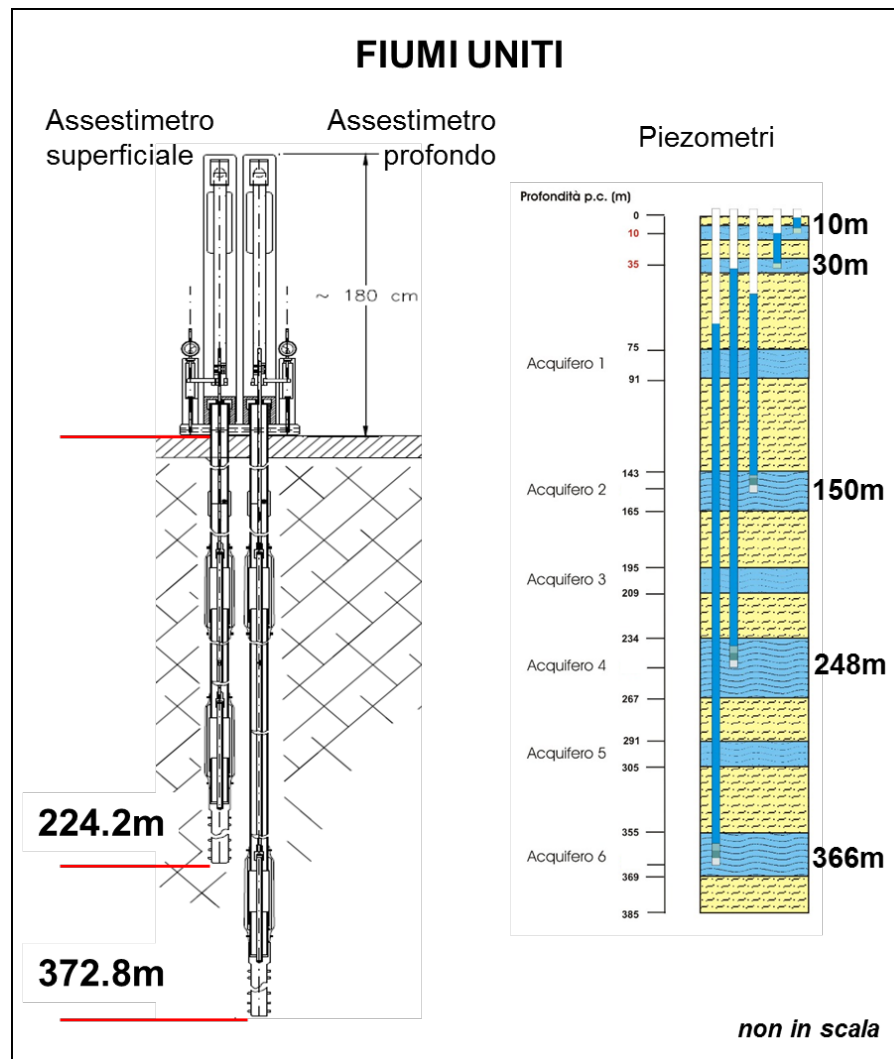 FIUMI UNITI
Assestimetro
superficiale
Assestimetro
profondo
~ 180 cm
224.2m
372.8m
Piezometri
Profondità p.c. (m)
0
10
35
75
91
143
165
195
209
234
267
291
305
355
369
385
Acquifero 1
Acquifero 2
Acquifero 3
Acquifero 4
Acquifero 5
Acquifero 6
10m
30m
150m
248m
366m
non in scala